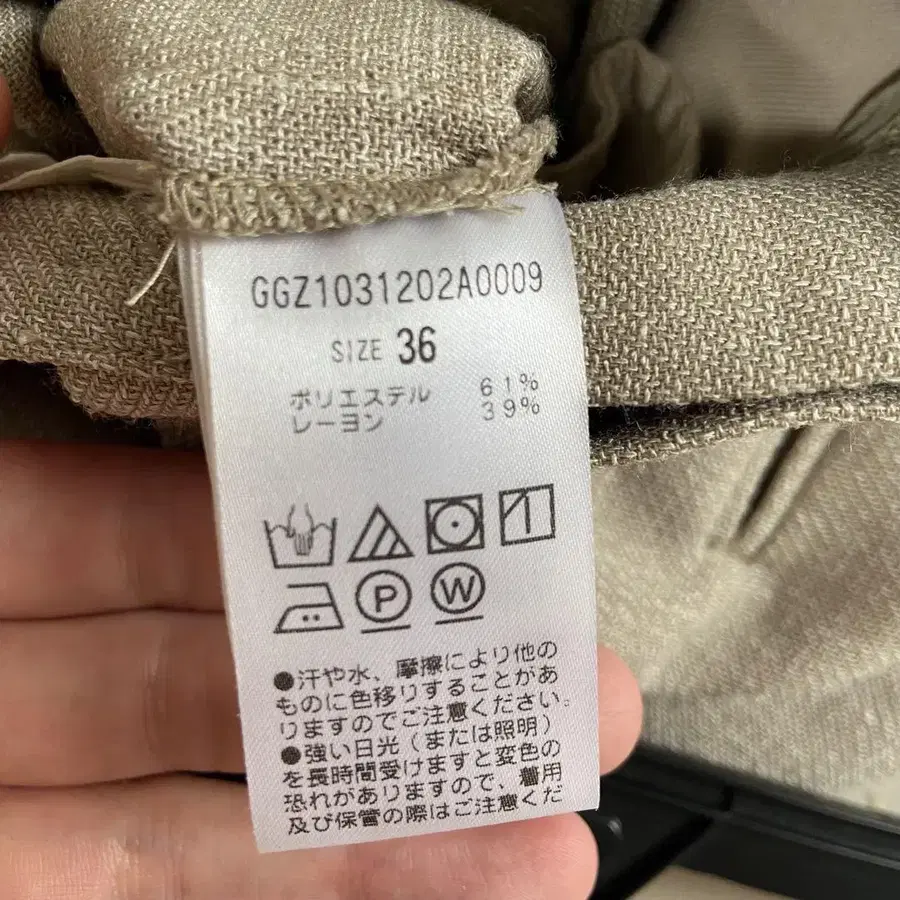 GGZ1031202A0009
SIZE 36
ポリエステル 61%
レーヨン 39%
P W
●汗や水、摩擦により他の
ものに色移りすることがあ
りますのでご注意ください。
●強い日光（または照明）
を長時間受けますと変色の
恐れがありますので、着用
及び保管の際はご注意くだ